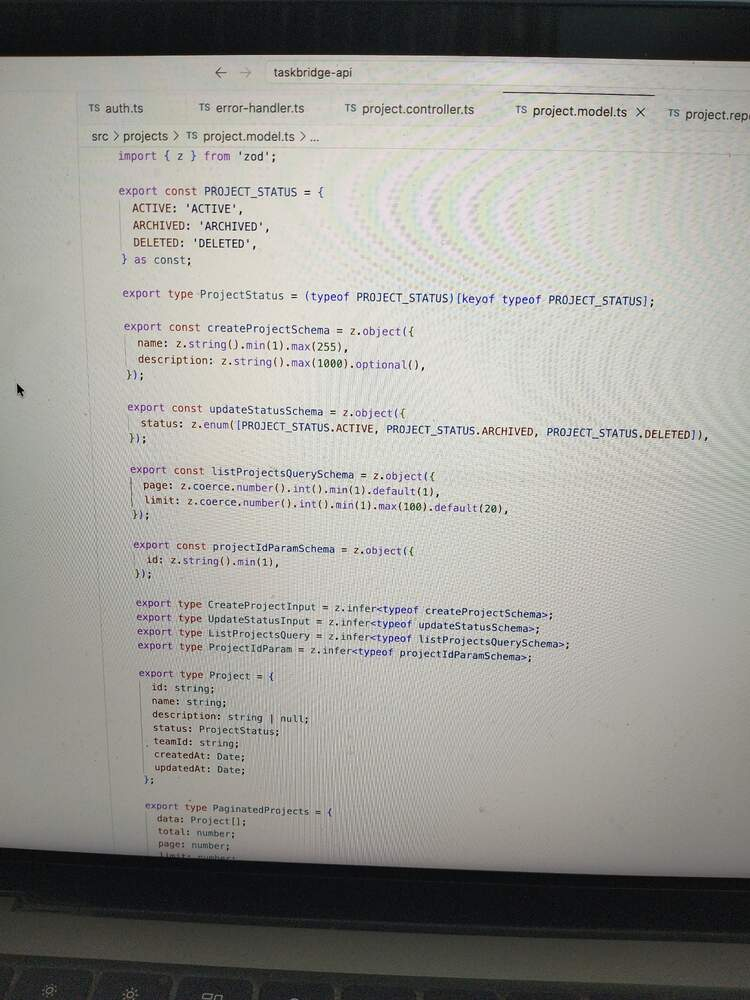 ← → taskbridge-api
TS auth.ts TS error-handler.ts TS project.controller.ts TS project.model.ts × TS project.rep
src > projects > TS project.model.ts > ...
import { z } from 'zod';
export const PROJECT_STATUS = {
ACTIVE: 'ACTIVE',
ARCHIVED: 'ARCHIVED',
DELETED: 'DELETED',
} as const;
export type ProjectStatus = (typeof PROJECT_STATUS)[keyof typeof PROJECT_STATUS];
export const createProjectSchema = z.object({
name: z.string().min(1).max(255),
description: z.string().max(1000).optional(),
});
export const updateStatusSchema = z.object({
status: z.enum([PROJECT_STATUS.ACTIVE, PROJECT_STATUS.ARCHIVED, PROJECT_STATUS.DELETED]),
});
export const listProjectsQuerySchema = z.object({
page: z.coerce.number().int().min(1).default(1),
limit: z.coerce.number().int().min(1).max(100).default(20),
});
export const projectIdParamSchema = z.object({
id: z.string().min(1),
});
export type CreateProjectInput = z.infer<typeof createProjectSchema>;
export type UpdateStatusInput = z.infer<typeof updateStatusSchema>;
export type ListProjectsQuery = z.infer<typeof listProjectsQuerySchema>;
export type ProjectIdParam = z.infer<typeof projectIdParamSchema>;
export type Project = {
id: string;
name: string;
description: string | null;
status: ProjectStatus;
teamId: string;
createdAt: Date;
updatedAt: Date;
};
export type PaginatedProjects = {
data: Project[];
total: number;
page: number;
limit: number;